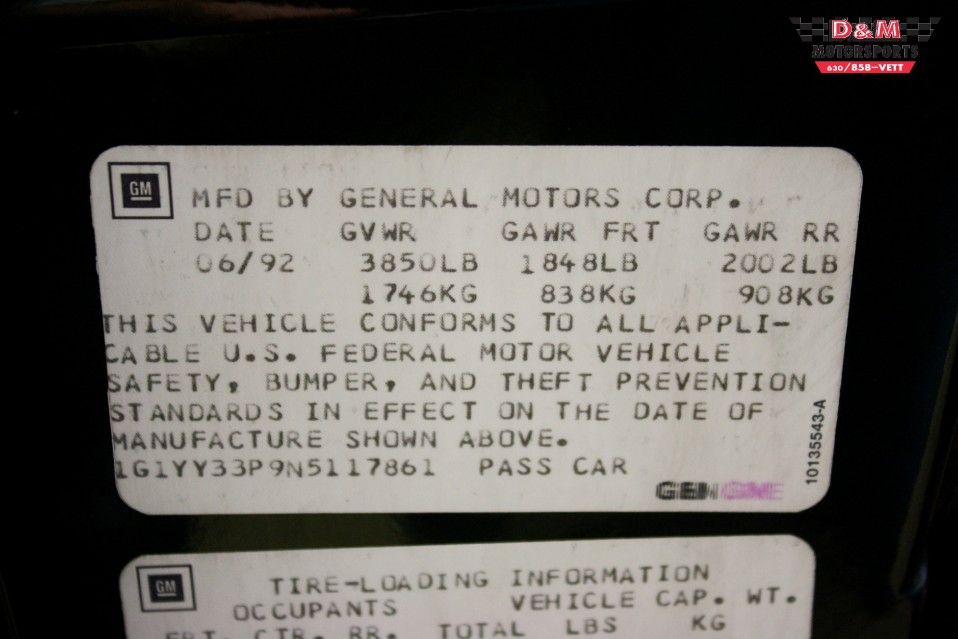 D&M
MOTORSPORTS
630/858-VETT
GM
MFD BY GENERAL MOTORS CORP.
DATE GVWR GAWR FRT GAWR RR
06/92 3850LB 1848LB 2002LB
1746KG 838KG 908KG
THIS VEHICLE CONFORMS TO ALL APPLI-
CABLE U.S. FEDERAL MOTOR VEHICLE
SAFETY, BUMPER, AND THEFT PREVENTION
STANDARDS IN EFFECT ON THE DATE OF
MANUFACTURE SHOWN ABOVE.
1G1YY33P9N5117861 PASS CAR
10135543-A
GM
TIRE-LOADING INFORMATION
OCCUPANTS VEHICLE CAP. WT.
FRT. CTR. RR. TOTAL LBS KG